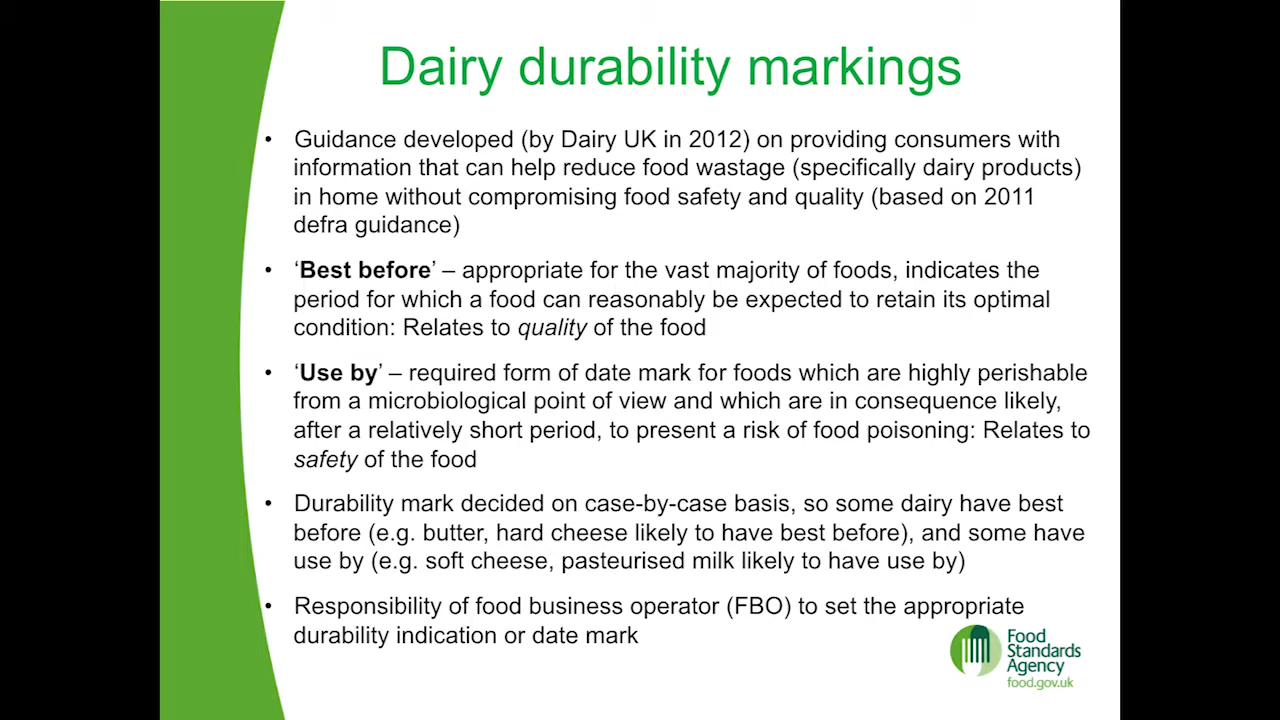 Dairy durability markings
• Guidance developed (by Dairy UK in 2012) on providing consumers with
information that can help reduce food wastage (specifically dairy products)
in home without compromising food safety and quality (based on 2011
defra guidance)
• ‘Best before’ – appropriate for the vast majority of foods, indicates the
period for which a food can reasonably be expected to retain its optimal
condition: Relates to quality of the food
• ‘Use by’ – required form of date mark for foods which are highly perishable
from a microbiological point of view and which are in consequence likely,
after a relatively short period, to present a risk of food poisoning: Relates to
safety of the food
• Durability mark decided on case-by-case basis, so some dairy have best
before (e.g. butter, hard cheese likely to have best before), and some have
use by (e.g. soft cheese, pasteurised milk likely to have use by)
• Responsibility of food business operator (FBO) to set the appropriate
durability indication or date mark
Food
Standards
Agency
food.gov.uk